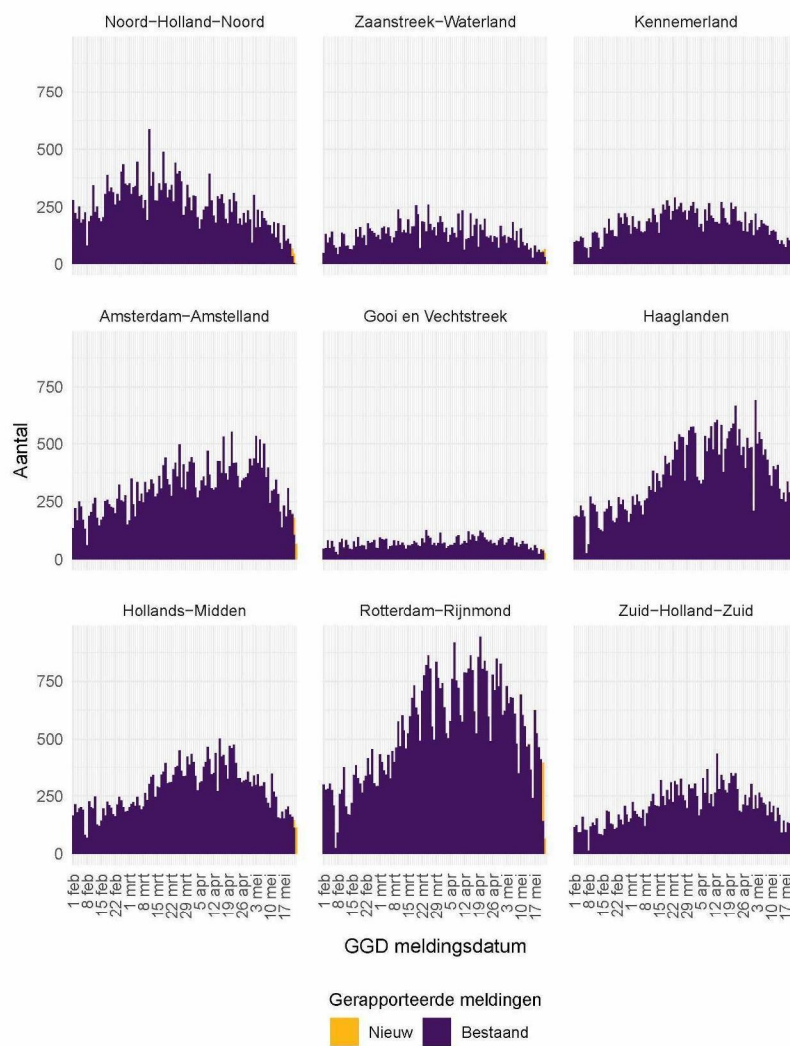 Noord-Holland-Noord
Zaanstreek-Waterland
Kennemerland
750
500
250
0
Amsterdam-Amstelland
Gooi en Vechtstreek
Haaglanden
Aantal
750
500
250
0
Hollands-Midden
Rotterdam-Rijnmond
Zuid-Holland-Zuid
750
500
250
0
1 feb
8 feb
15 feb
22 feb
1 mrt
8 mrt
15 mrt
22 mrt
29 mrt
5 apr
12 apr
19 apr
26 apr
3 mei
10 mei
17 mei
1 feb
8 feb
15 feb
22 feb
1 mrt
8 mrt
15 mrt
22 mrt
29 mrt
5 apr
12 apr
19 apr
26 apr
3 mei
10 mei
17 mei
1 feb
8 feb
15 feb
22 feb
1 mrt
8 mrt
15 mrt
22 mrt
29 mrt
5 apr
12 apr
19 apr
26 apr
3 mei
10 mei
17 mei
GGD meldingsdatum
Gerapporteerde meldingen
Nieuw
Bestaand